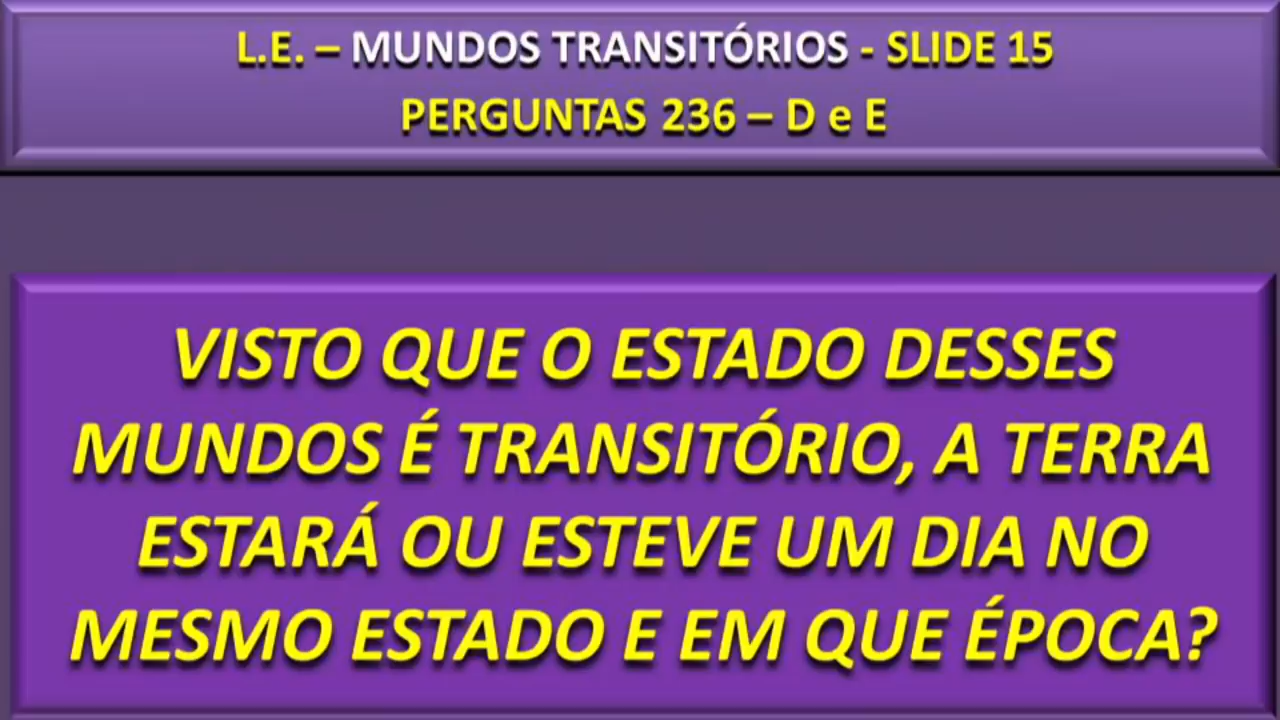 L.E. – MUNDOS TRANSITÓRIOS - SLIDE 15
PERGUNTAS 236 – D e E
VISTO QUE O ESTADO DESSES
MUNDOS É TRANSITÓRIO, A TERRA
ESTARÁ OU ESTEVE UM DIA NO
MESMO ESTADO E EM QUE ÉPOCA?